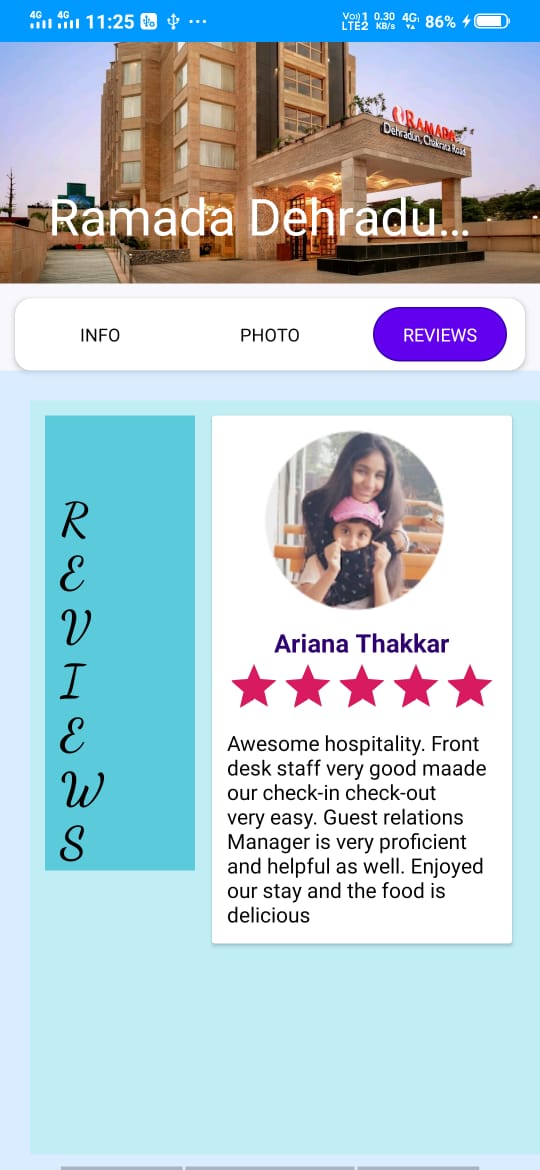 4G 4G 11:25 ... Vo) 1 LTE2 0.30 KB/s 4G 86%
RAMADA
Dehradun, Chakrata Road
Ramada Dehradu...
INFO PHOTO REVIEWS
R
E
V
I
E
W
S
Ariana Thakkar
Awesome hospitality. Front
desk staff very good maade
our check-in check-out
very easy. Guest relations
Manager is very proficient
and helpful as well. Enjoyed
our stay and the food is
delicious